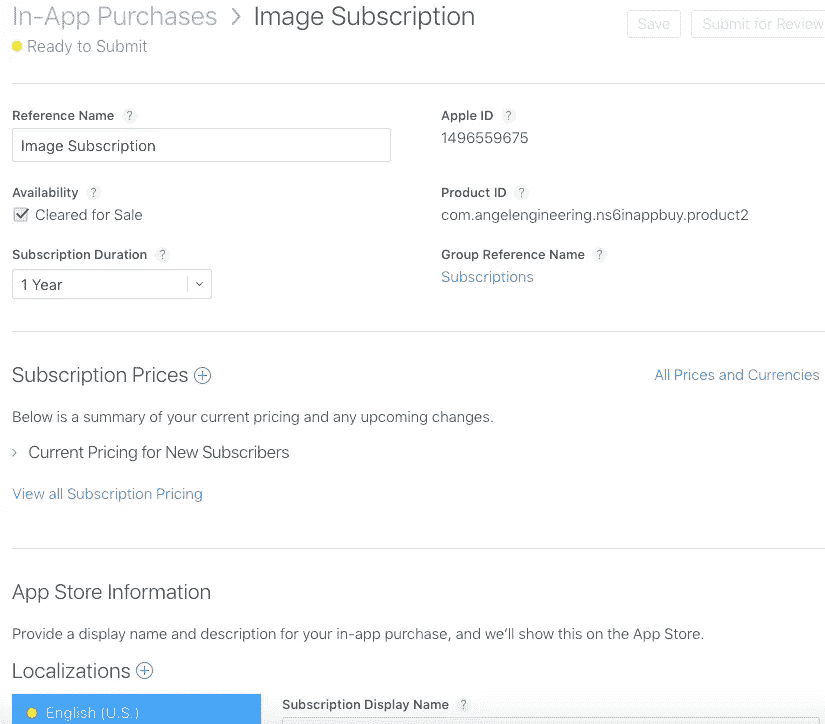 In-App Purchases > Image Subscription
Save
Submit for Review
Ready to Submit
Reference Name ?
Apple ID ?
Image Subscription
1496559675
Availability ?
Product ID ?
Cleared for Sale
com.angelengineering.ns6inappbuy.product2
Subscription Duration ?
Group Reference Name ?
1 Year
Subscriptions
Subscription Prices
All Prices and Currencies
Below is a summary of your current pricing and any upcoming changes.
Current Pricing for New Subscribers
View all Subscription Pricing
App Store Information
Provide a display name and description for your in-app purchase, and we'll show this on the App Store.
Localizations
English (U.S.)
Subscription Display Name ?